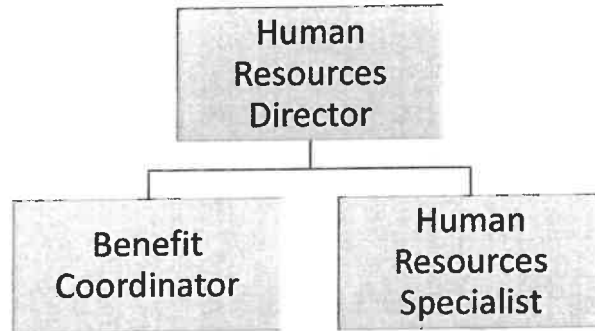 Human
Resources
Director
Benefit
Coordinator
Human
Resources
Specialist